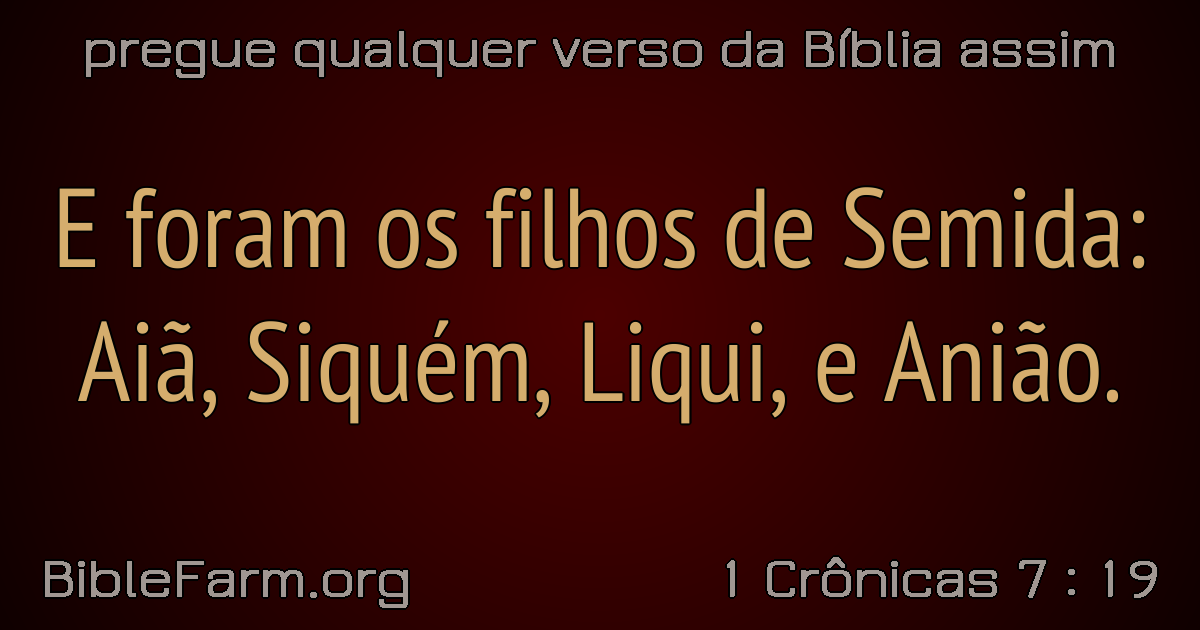 pregue qualquer verso da Bíblia assim
E foram os filhos de Semida:
Aiã, Siquém, Liqui, e Anião.
BibleFarm.org 1 Crônicas 7 : 19